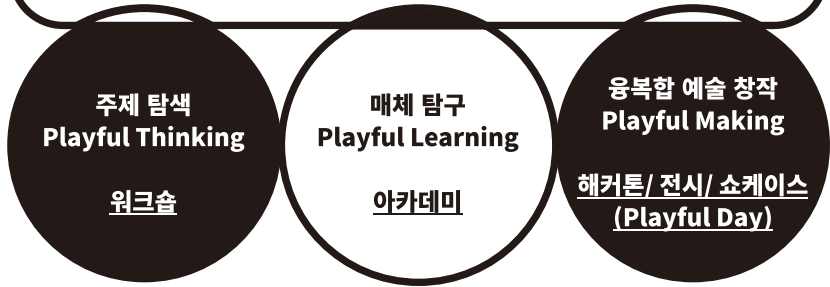 주제 탐색
Playful Thinking
워크숍
매체 탐구
Playful Learning
아카데미
융복합 예술 창작
Playful Making
해커톤/ 전시/ 쇼케이스
(Playful Day)